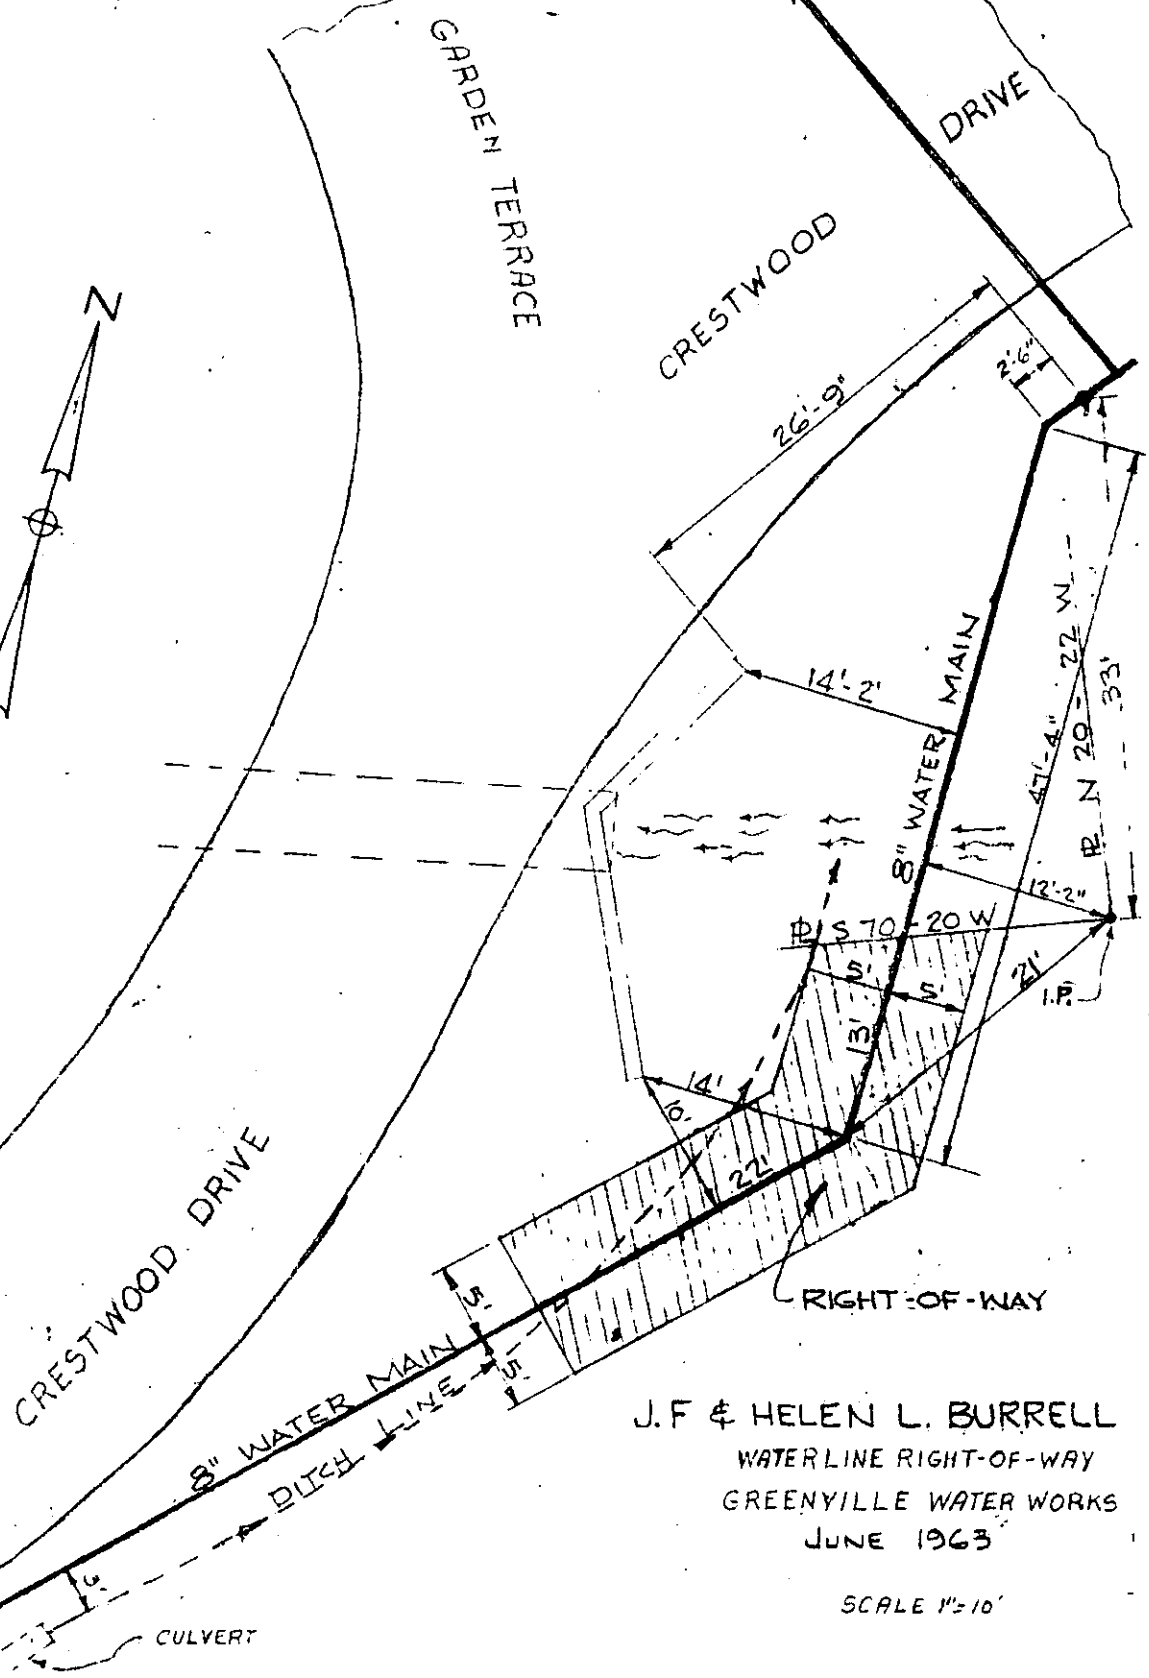 GARDEN TERRACE
DRIVE
CRESTWOOD
N
2'-6"
26'-9"
14'-2'
8" WATER MAIN
47'-4"
PL N 20 - 22 W
33'
12'-2"
PL S 70 - 20 W
5'
5'
21'
I.P.
13'
14'
10'
22'
RIGHT-OF-WAY
CRESTWOOD DRIVE
5'
5'
8" WATER MAIN
DITCH LINE
3'
CULVERT
J.F & HELEN L. BURRELL
WATERLINE RIGHT-OF-WAY
GREENVILLE WATER WORKS
JUNE 1963
SCALE 1"=10'